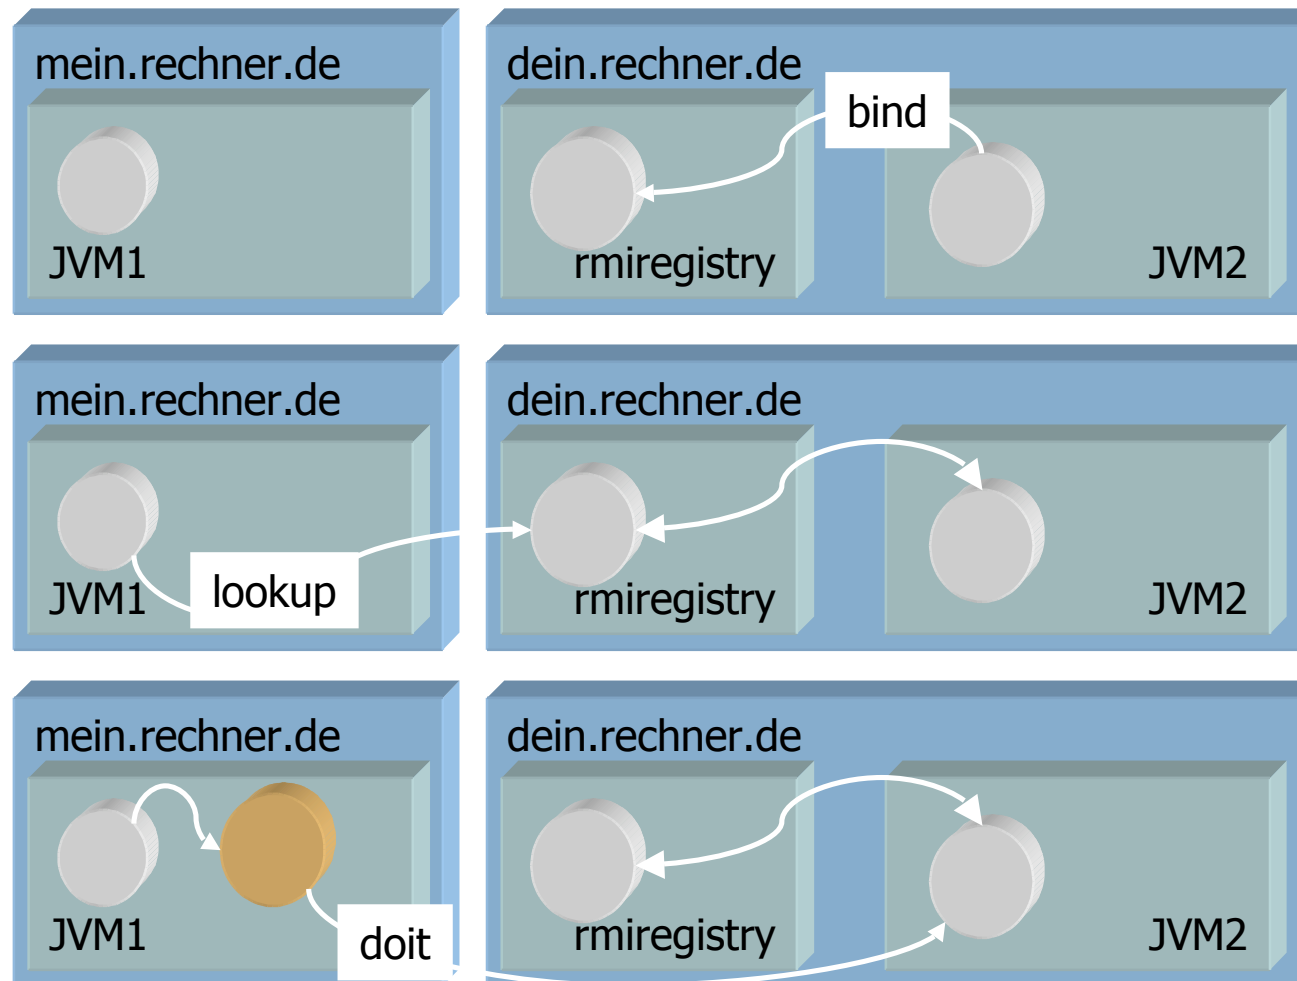 mein.rechner.de
dein.rechner.de
bind
JVM1
rmiregistry
JVM2
mein.rechner.de
dein.rechner.de
lookup
JVM1
rmiregistry
JVM2
mein.rechner.de
dein.rechner.de
JVM1
doit
rmiregistry
JVM2